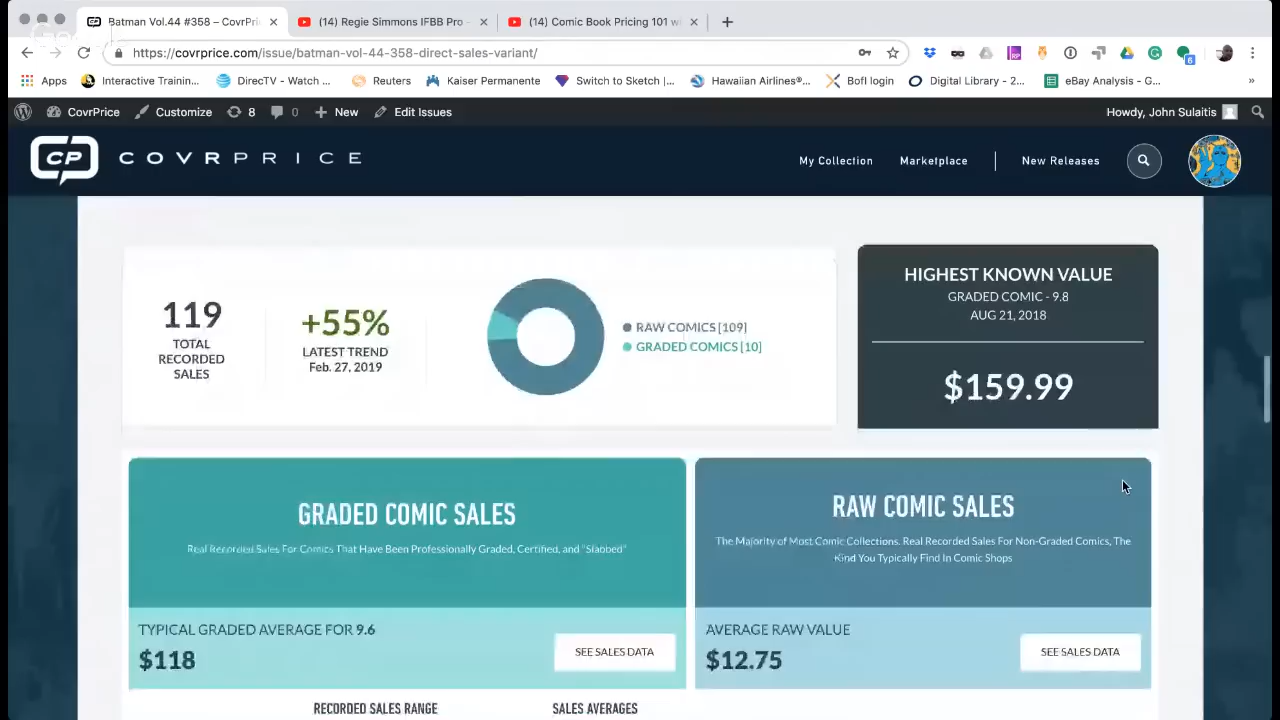 Batman Vol.44 #358 – CovrPri
(14) Regie Simmons IFBB Pro -
(14) Comic Book Pricing 101 w
https://covrprice.com/issue/batman-vol-44-358-direct-sales-variant/
Apps
Interactive Trainin...
DirecTV - Watch ...
Reuters
Kaiser Permanente
Switch to Sketch |...
Hawaiian Airlines®...
BofI login
Digital Library - 2...
eBay Analysis - G...
»
CovrPrice
Customize
8
0
New
Edit Issues
Howdy, John Sulaitis
CP COVRPRICE
My Collection
Marketplace
New Releases
119
TOTAL
RECORDED
SALES
+55%
LATEST TREND
Feb. 27, 2019
RAW COMICS [109]
GRADED COMICS [10]
HIGHEST KNOWN VALUE
GRADED COMIC - 9.8
AUG 21, 2018
$159.99
GRADED COMIC SALES
Real Recorded Sales For Comics That Have Been Professionally Graded, Certified, and "Slabbed"
TYPICAL GRADED AVERAGE FOR 9.6
$118
SEE SALES DATA
RAW COMIC SALES
The Majority of Most Comic Collections. Real Recorded Sales For Non-Graded Comics, The
Kind You Typically Find In Comic Shops
AVERAGE RAW VALUE
$12.75
SEE SALES DATA
RECORDED SALES RANGE
SALES AVERAGES